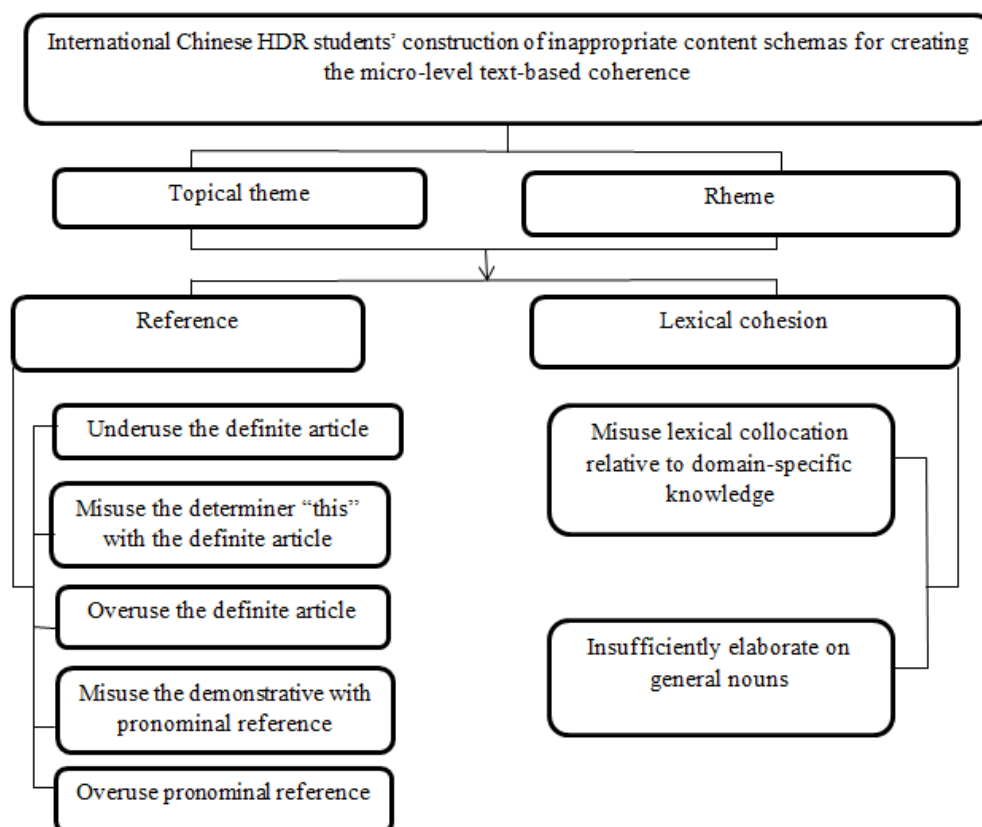 International Chinese HDR students’ construction of inappropriate content schemas for creating
the micro-level text-based coherence
Topical theme
Rheme
Reference
Lexical cohesion
Underuse the definite article
Misuse the determiner “this”
with the definite article
Overuse the definite article
Misuse the demonstrative with
pronominal reference
Overuse pronominal reference
Misuse lexical collocation
relative to domain-specific
knowledge
Insufficiently elaborate on
general nouns